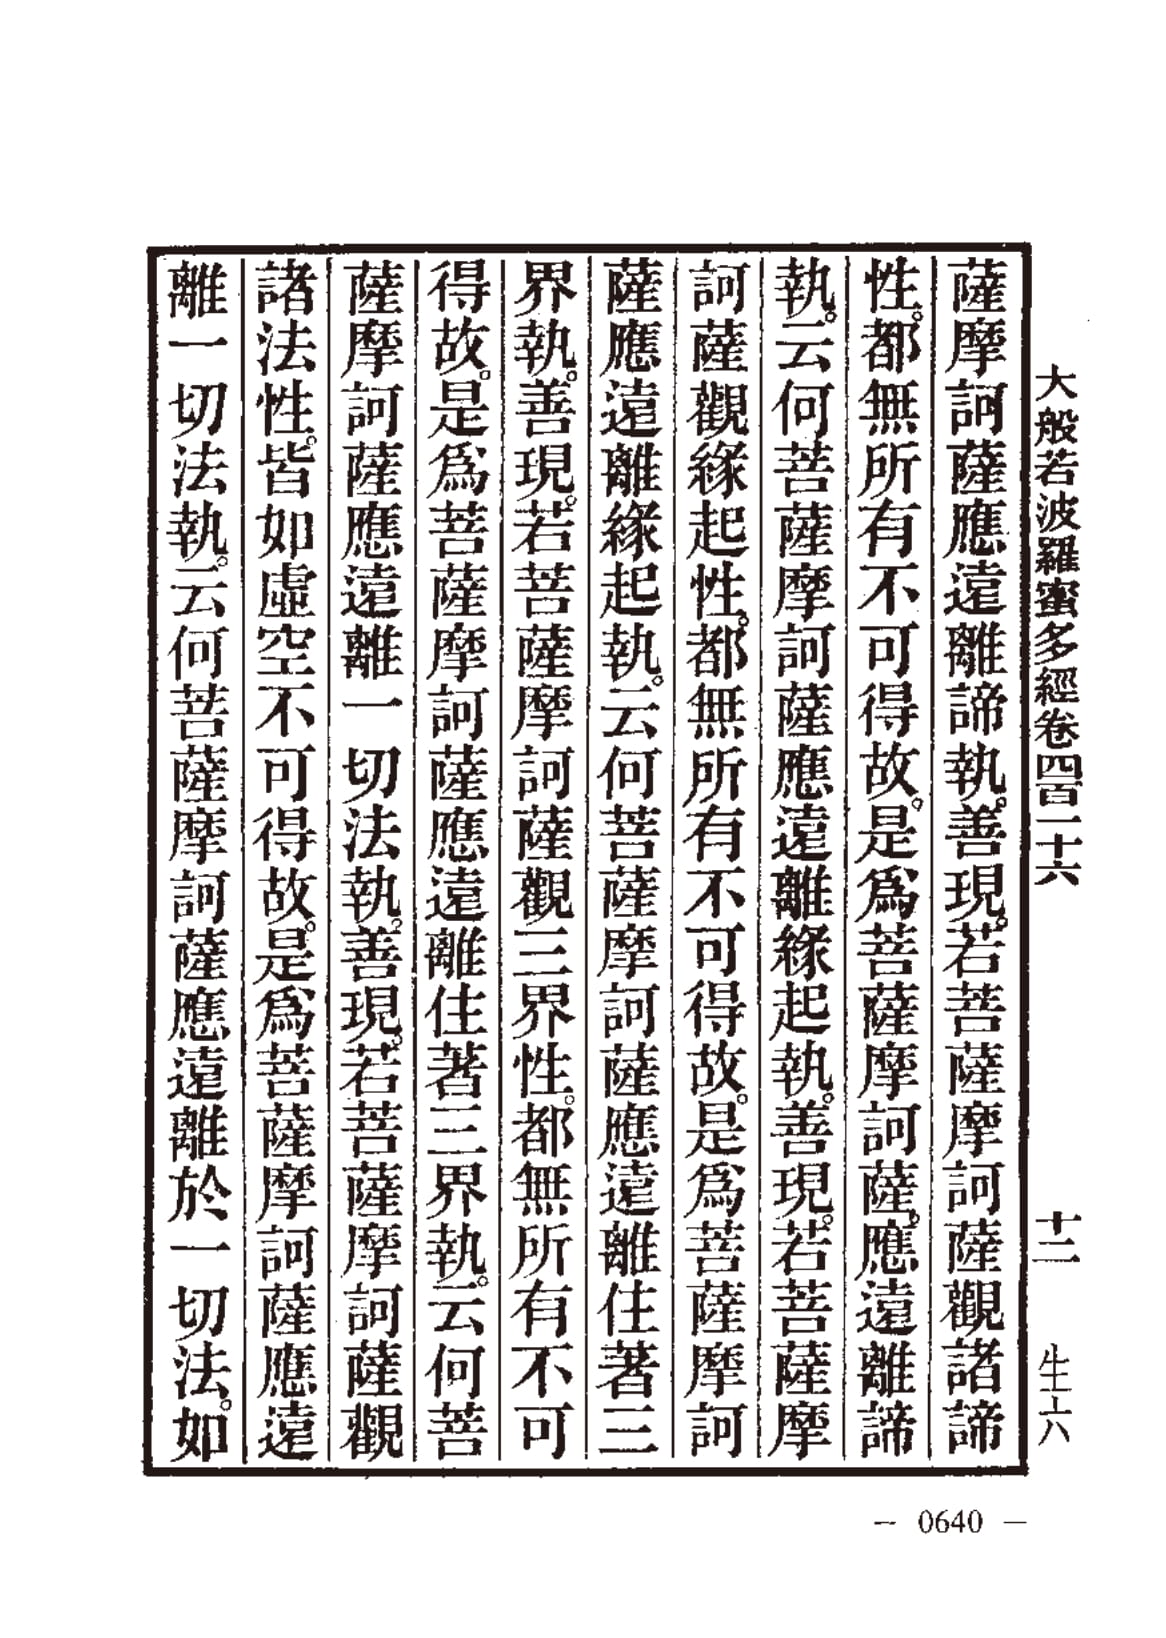 大般若波羅蜜多經卷四百一十六　十二　生六
薩摩訶薩應遠離諦執。善現。若菩薩摩訶薩觀諸諦
性。都無所有不可得故。是爲菩薩摩訶薩。應遠離諦
執。云何菩薩摩訶薩應遠離緣起執。善現。若菩薩摩
訶薩觀緣起性。都無所有不可得故。是爲菩薩摩訶
薩應遠離緣起執。云何菩薩摩訶薩應遠離住著三
界執。善現。若菩薩摩訶薩觀三界性。都無所有不可
得故。是爲菩薩摩訶薩應遠離住著三界執。云何菩
薩摩訶薩應遠離一切法執。善現。若菩薩摩訶薩觀
諸法性。皆如虛空不可得故。是爲菩薩摩訶薩應遠
離一切法執。云何菩薩摩訶薩應遠離於一切法。如
— 0640 —